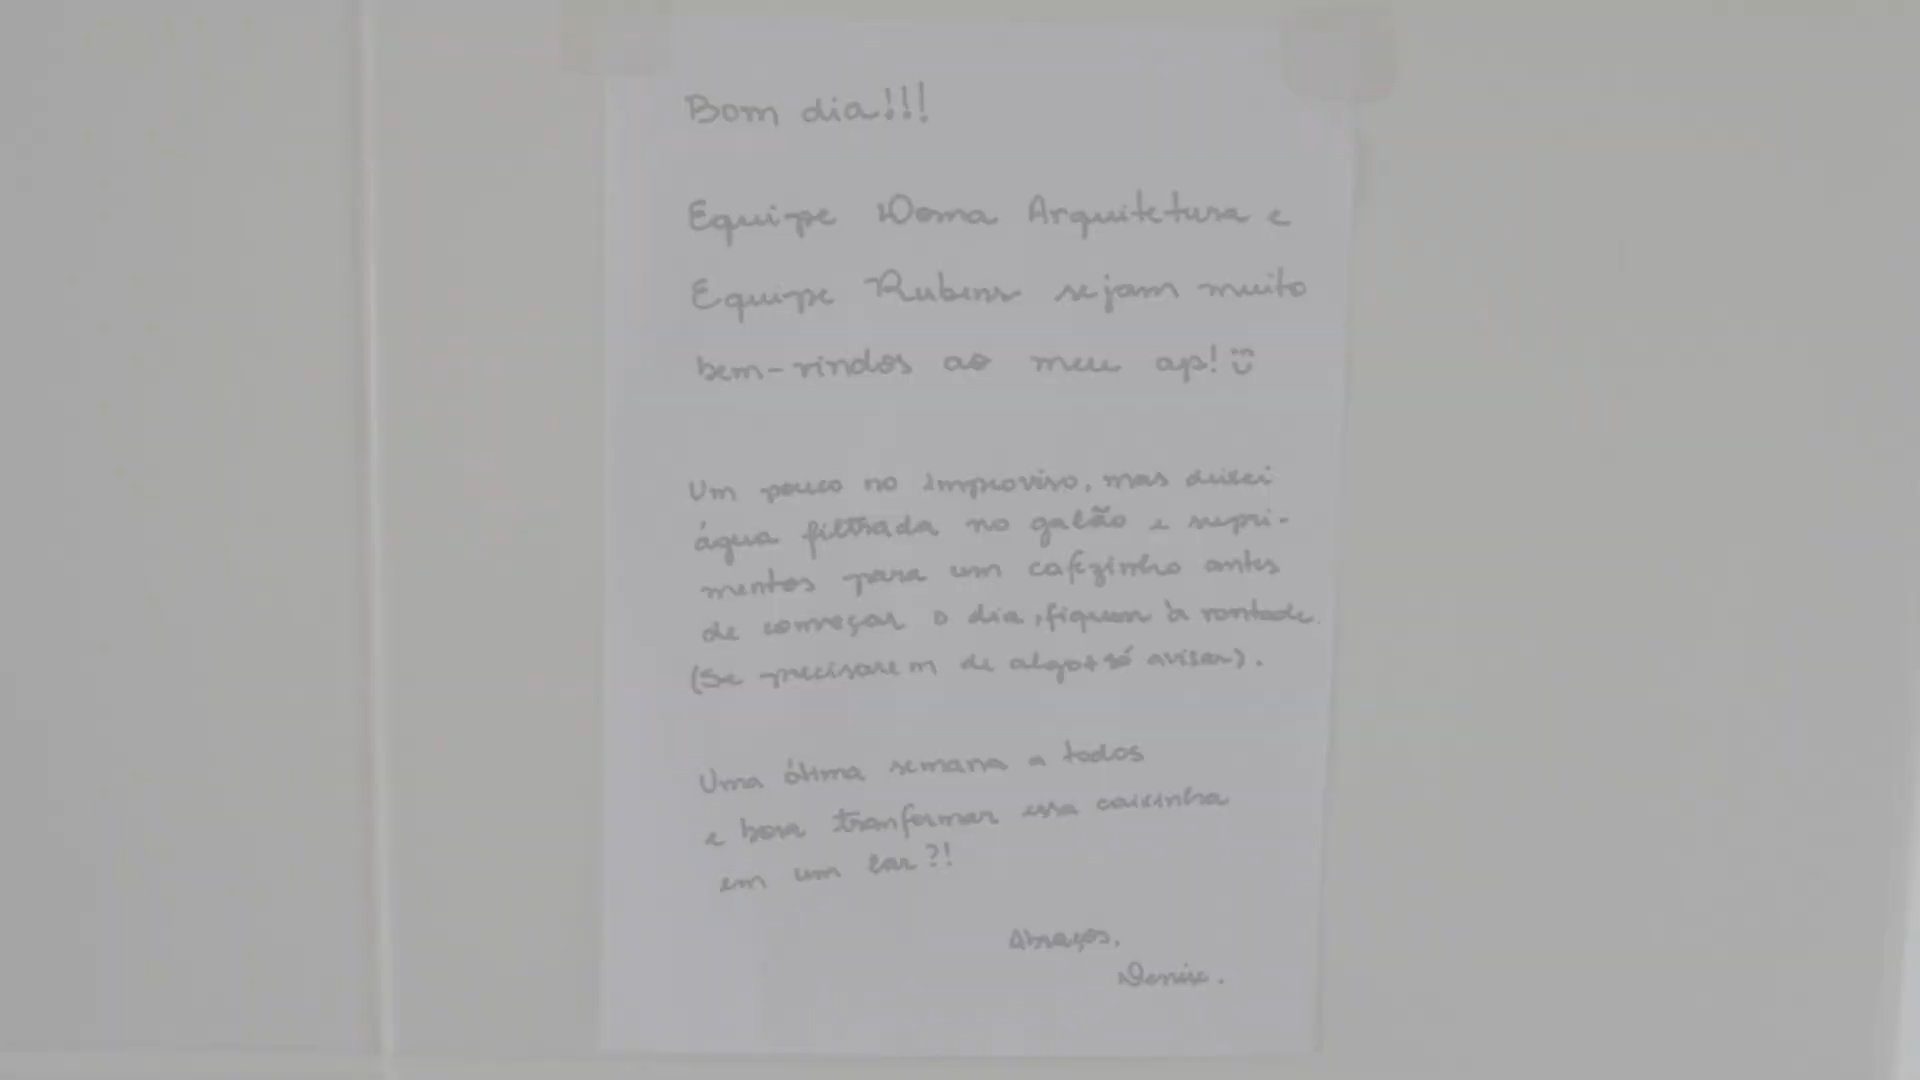 Bom dia!!!
Equipe Doma Arquitetura e
Equipe Rubens sejam muito
bem-vindos ao meu ap! :)
Um pouco no improviso, mas deixei
água filtrada no galão e supri-
mentos para um cafezinho antes
de começar o dia, fiquem à vontade.
(Se precisarem de algo + só avisar).
Uma ótima semana a todos
e bora tranformar essa caixinha
em um lar?!
Abraços,
Denise.